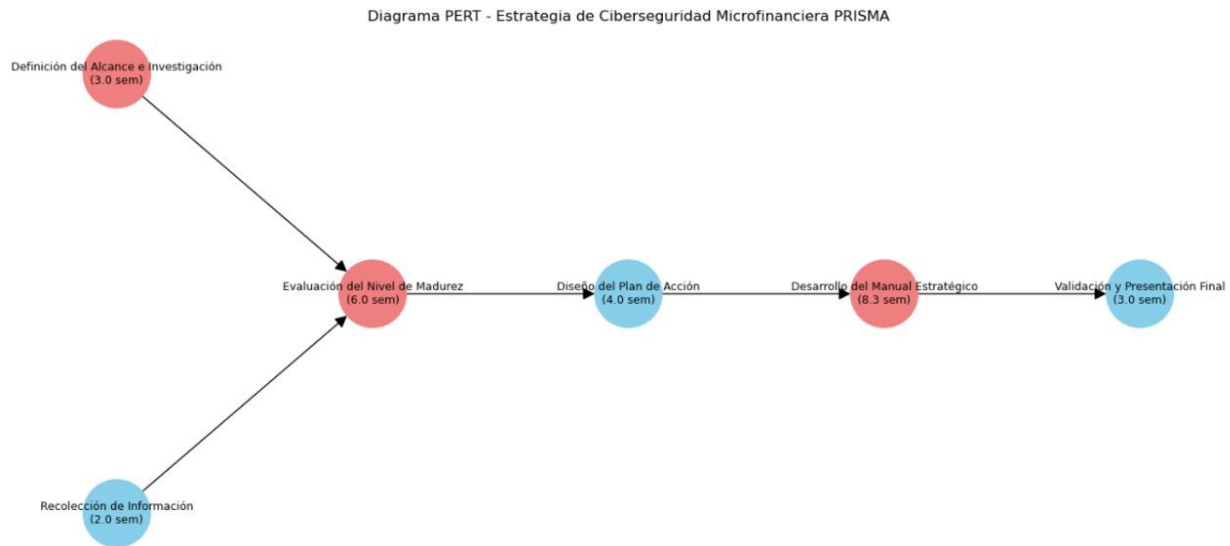 Diagrama PERT - Estrategia de Ciberseguridad Microfinanciera PRISMA
Definición del Alcance e Investigación
(3.0 sem)
Evaluación del Nivel de Madurez
(6.0 sem)
Diseño del Plan de Acción
(4.0 sem)
Desarrollo del Manual Estratégico
(8.3 sem)
Validación y Presentación Final
(3.0 sem)
Recolección de Información
(2.0 sem)